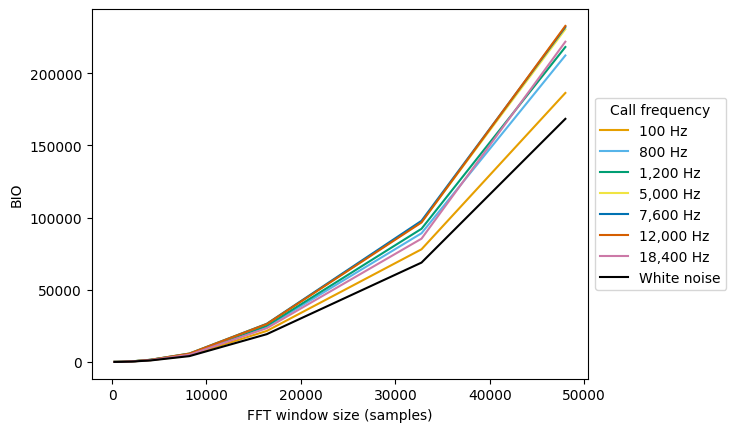 200000
150000
100000
50000
0
BIO
0 10000 20000 30000 40000 50000
FFT window size (samples)
Call frequency
100 Hz
800 Hz
1,200 Hz
5,000 Hz
7,600 Hz
12,000 Hz
18,400 Hz
White noise